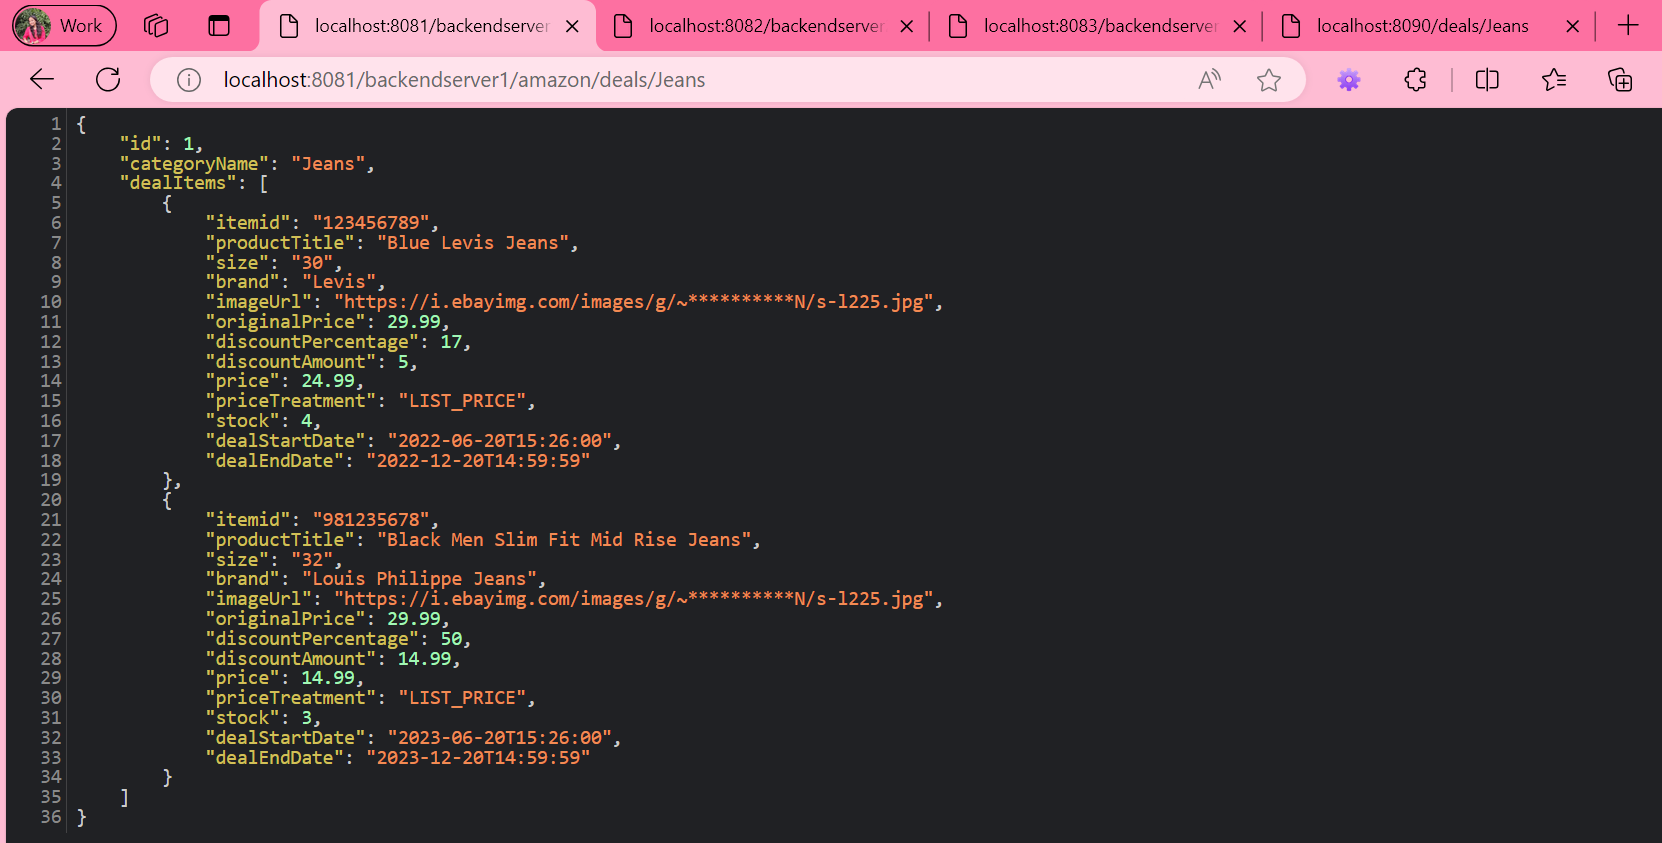 Work
localhost:8081/backendserver
localhost:8082/backendserver
localhost:8083/backendserver
localhost:8090/deals/Jeans
localhost:8081/backendserver1/amazon/deals/Jeans
1 {
2     "id": 1,
3     "categoryName": "Jeans",
4     "dealItems": [
5         {
6             "itemid": "123456789",
7             "productTitle": "Blue Levis Jeans",
8             "size": "30",
9             "brand": "Levis",
10             "imageUrl": "https://i.ebayimg.com/images/g/~**********N/s-l225.jpg",
11             "originalPrice": 29.99,
12             "discountPercentage": 17,
13             "discountAmount": 5,
14             "price": 24.99,
15             "priceTreatment": "LIST_PRICE",
16             "stock": 4,
17             "dealStartDate": "2022-06-20T15:26:00",
18             "dealEndDate": "2022-12-20T14:59:59"
19         },
20         {
21             "itemid": "981235678",
22             "productTitle": "Black Men Slim Fit Mid Rise Jeans",
23             "size": "32",
24             "brand": "Louis Philippe Jeans",
25             "imageUrl": "https://i.ebayimg.com/images/g/~**********N/s-l225.jpg",
26             "originalPrice": 29.99,
27             "discountPercentage": 50,
28             "discountAmount": 14.99,
29             "price": 14.99,
30             "priceTreatment": "LIST_PRICE",
31             "stock": 3,
32             "dealStartDate": "2023-06-20T15:26:00",
33             "dealEndDate": "2023-12-20T14:59:59"
34         }
35     ]
36 }